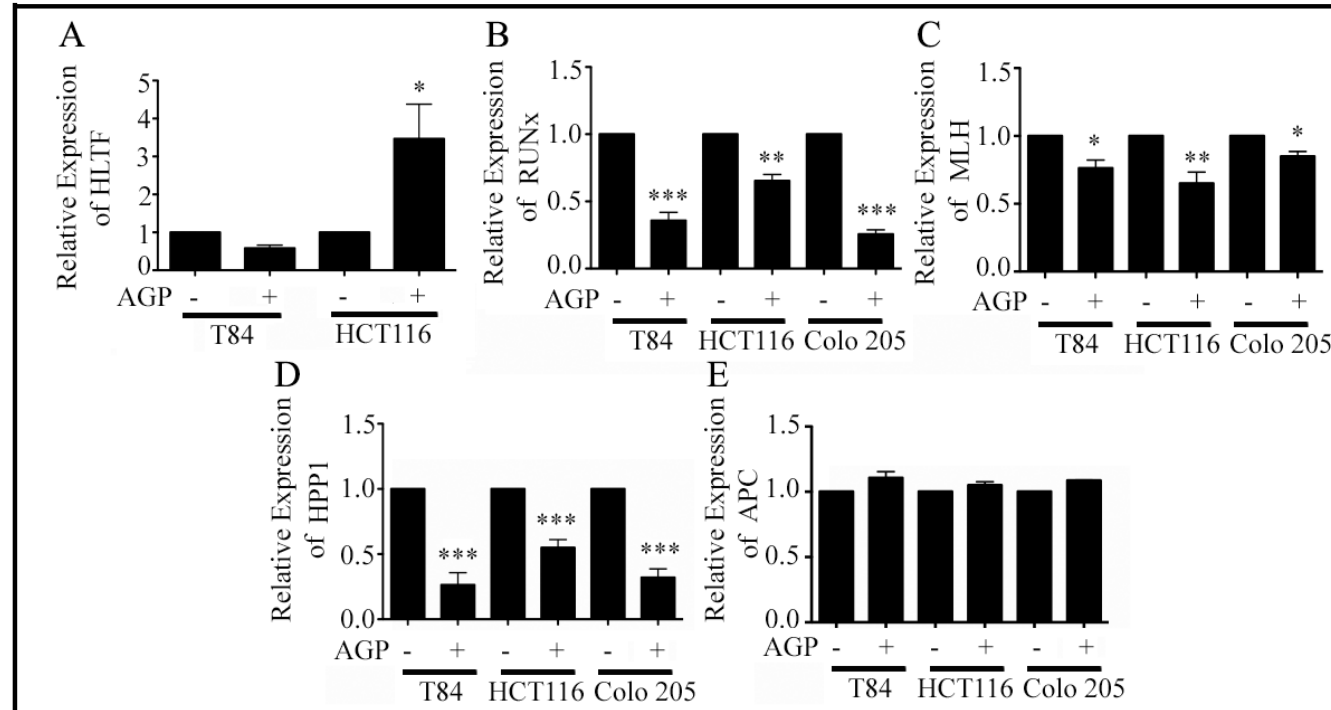 A
Relative Expression
of HLTF
5
4
3
2
1
0
*
AGP - + - +
T84 HCT116
B
Relative Expression
of RUNx
1.5
1.0
0.5
0.0
*** ** ***
AGP - + - + - +
T84 HCT116 Colo 205
C
Relative Expression
of MLH
1.5
1.0
0.5
0.0
* ** *
AGP - + - + - +
T84 HCT116 Colo 205
D
Relative Expression
of HPP1
1.5
1.0
0.5
0.0
*** *** ***
AGP - + - + - +
T84 HCT116 Colo 205
E
Relative Expression
of APC
1.5
1.0
0.5
0.0
AGP - + - + - +
T84 HCT116 Colo 205